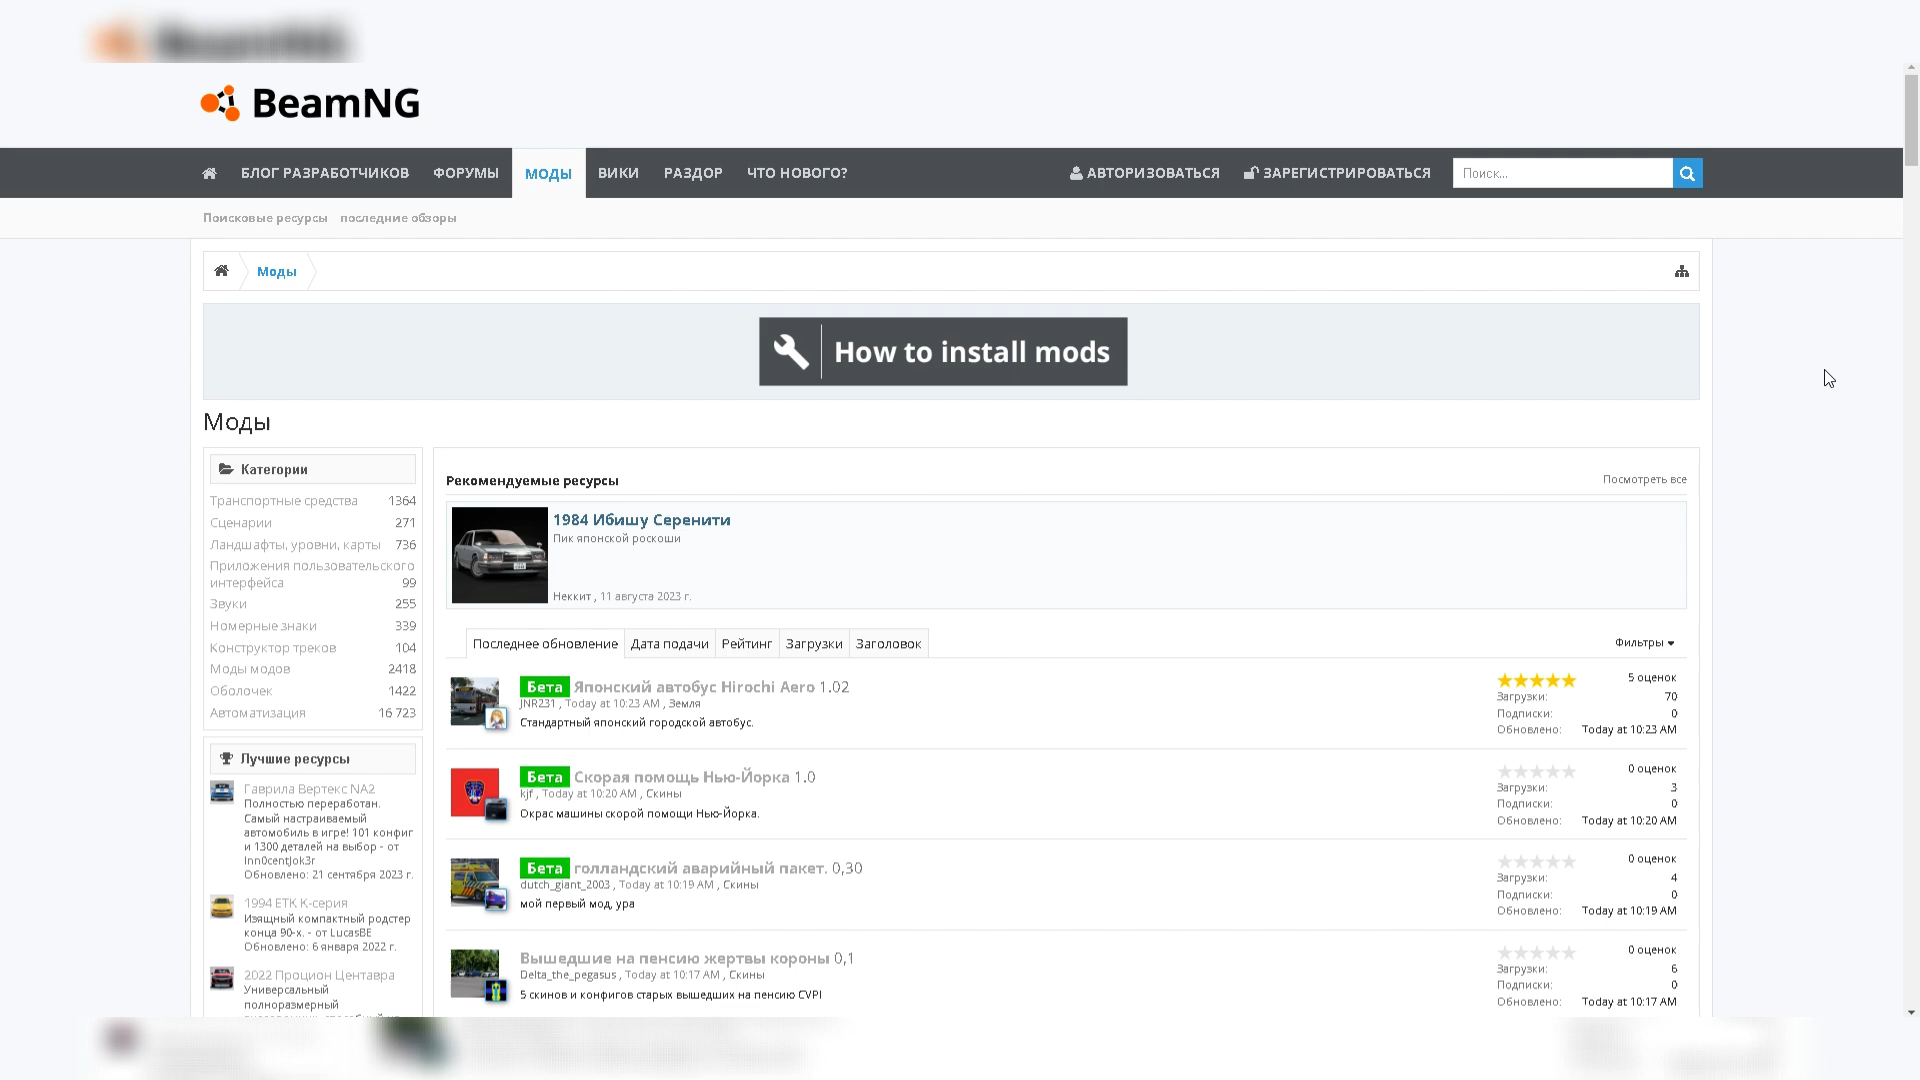 BeamNG
БЛОГ РАЗРАБОТЧИКОВ ФОРУМЫ МОДЫ ВИКИ РАЗДОР ЧТО НОВОГО? АВТОРИЗОВАТЬСЯ ЗАРЕГИСТРИРОВАТЬСЯ Поиск...
Поисковые ресурсы последние обзоры
Моды
How to install mods
Моды
Категории
Транспортные средства 1364
Сценарии 271
Ландшафты, уровни, карты 736
Приложения пользовательского
интерфейса 99
Звуки 255
Номерные знаки 339
Конструктор треков 104
Моды модов 2418
Оболочек 1422
Автоматизация 16 723
Лучшие ресурсы
Гаврила Вертекс NA2
Полностью переработан.
Самый настраиваемый
автомобиль в игре! 101 конфиг
и 1300 деталей на выбор - от
Inn0centJok3r
Обновлено: 21 сентября 2023 г.
1994 ETK К-серия
Изящный компактный родстер
конца 90-х. - от LucasBE
Обновлено: 6 января 2022 г.
2022 Процион Центавра
Универсальный
полноразмерный
Рекомендуемые ресурсы Посмотреть все
1984 Ибишу Серенити
Пик японской роскоши
Неккит , 11 августа 2023 г.
Последнее обновление Дата подачи Рейтинг Загрузки Заголовок Фильтры
Бета Японский автобус Hirochi Aero 1.02
JNR231 , Today at 10:23 AM , Земля
Стандартный японский городской автобус.
5 оценок
Загрузки: 70
Подписки: 0
Обновлено: Today at 10:23 AM
Бета Скорая помощь Нью-Йорка 1.0
kjf , Today at 10:20 AM , Скины
Окрас машины скорой помощи Нью-Йорка.
0 оценок
Загрузки: 3
Подписки: 0
Обновлено: Today at 10:20 AM
Бета голландский аварийный пакет. 0,30
dutch_giant_2003 , Today at 10:19 AM , Скины
мой первый мод, ура
0 оценок
Загрузки: 4
Подписки: 0
Обновлено: Today at 10:19 AM
Вышедшие на пенсию жертвы короны 0,1
Delta_the_pegasus , Today at 10:17 AM , Скины
5 скинов и конфигов старых вышедших на пенсию CVPI
0 оценок
Загрузки: 6
Подписки: 0
Обновлено: Today at 10:17 AM